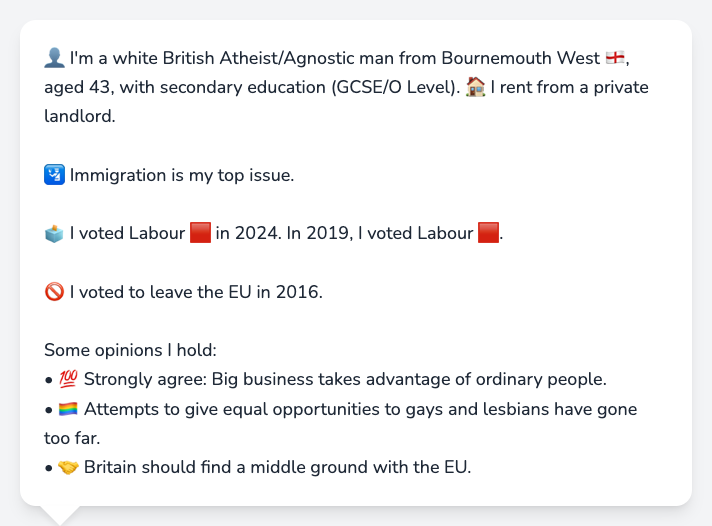 👤 I'm a white British Atheist/Agnostic man from Bournemouth West 🏴󠁧󠁢󠁥󠁮󠁧󠁿,
aged 43, with secondary education (GCSE/O Level). 🏠 I rent from a private
landlord.
🛂 Immigration is my top issue.
🗳️ I voted Labour 🟥 in 2024. In 2019, I voted Labour 🟥.
🚫 I voted to leave the EU in 2016.
Some opinions I hold:
• 💯 Strongly agree: Big business takes advantage of ordinary people.
• 🏳️‍🌈 Attempts to give equal opportunities to gays and lesbians have gone
too far.
• 🤝 Britain should find a middle ground with the EU.